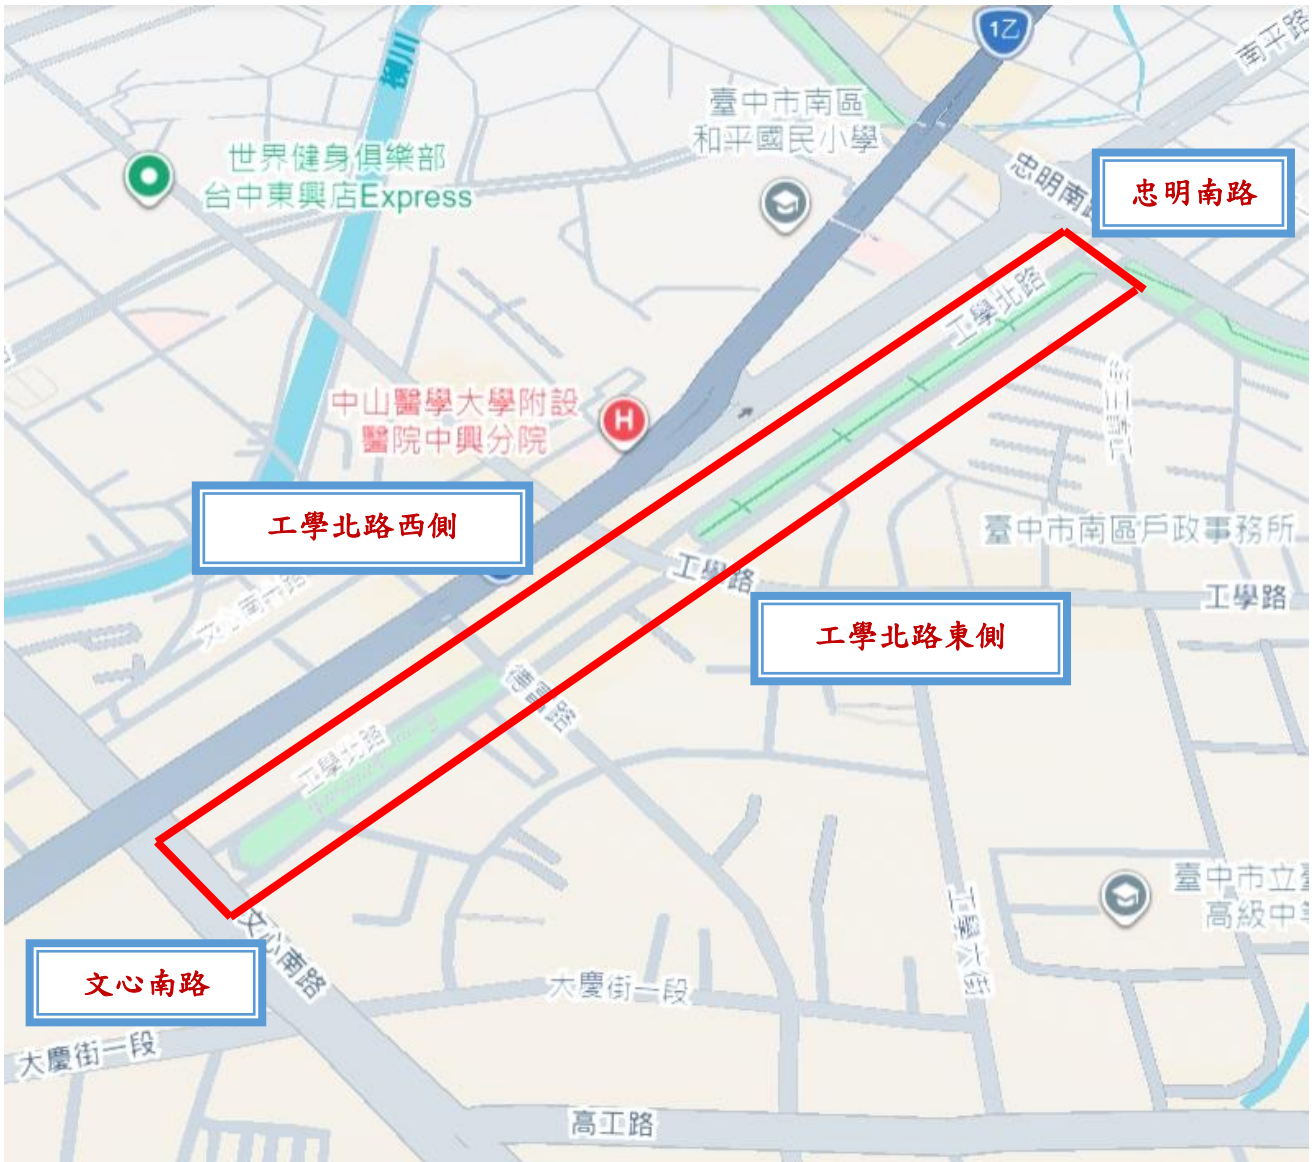 1乙
南平路
臺中市南區
和平國民小學
世界健身俱樂部
台中東興店Express
忠明南路
忠明南
工學北路
中山醫學大學附設
醫院中興分院
H
工學北路西側
臺中市南區戶政事務所
工學路
工學路
工學北路東側
德富路
工學北路
臺中市立臺
高級中等
工學六街
文心南路
文心南路
大慶街一段
大慶街一段
高工路